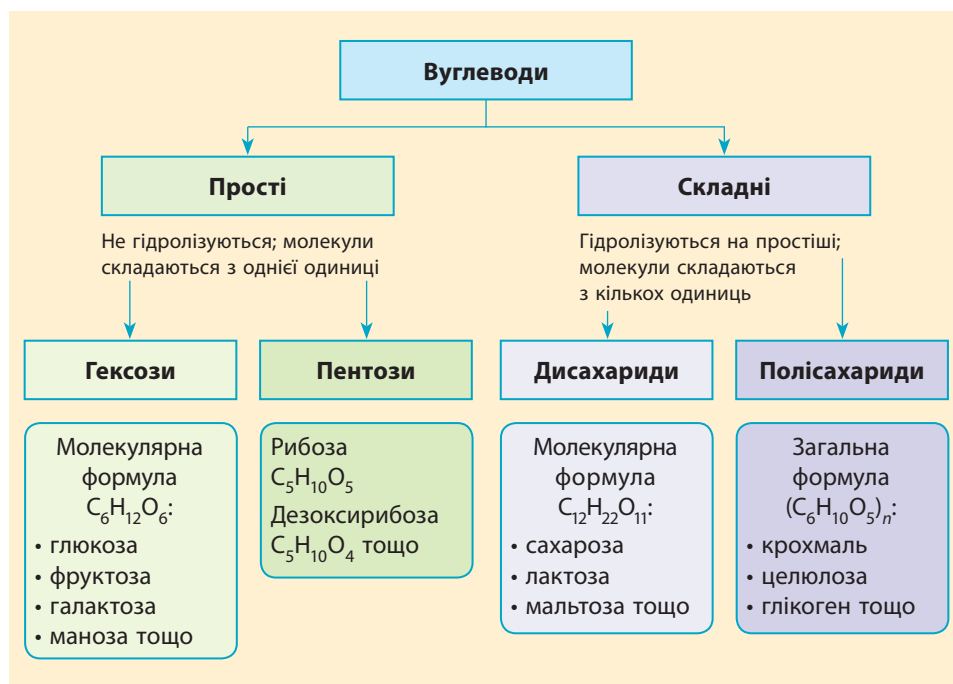 Вуглеводи
Прості
Складні
Не гідролізуються; молекули
складаються з однієї одиниці
Гідролізуються на простіші;
молекули складаються
з кількох одиниць
Гексози
Пентози
Дисахариди
Полісахариди
Молекулярна
формула
C₆H₁₂O₆:
• глюкоза
• фруктоза
• галактоза
• маноза тощо
Рибоза
C₅H₁₀O₅
Дезоксирибоза
C₅H₁₀O₄ тощо
Молекулярна
формула
C₁₂H₂₂O₁₁:
• сахароза
• лактоза
• мальтоза тощо
Загальна
формула
(C₆H₁₀O₅)ₙ:
• крохмаль
• целюлоза
• глікоген тощо